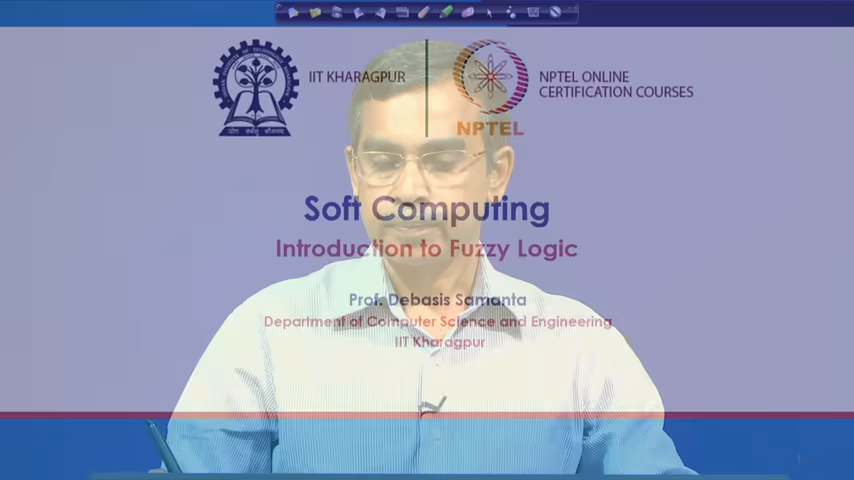 IIT KHARAGPUR
NPTEL
NPTEL ONLINE
CERTIFICATION COURSES
Soft Computing
Introduction to Fuzzy Logic
Prof. Debasis Samanta
Department of Computer Science and Engineering
IIT Kharagpur